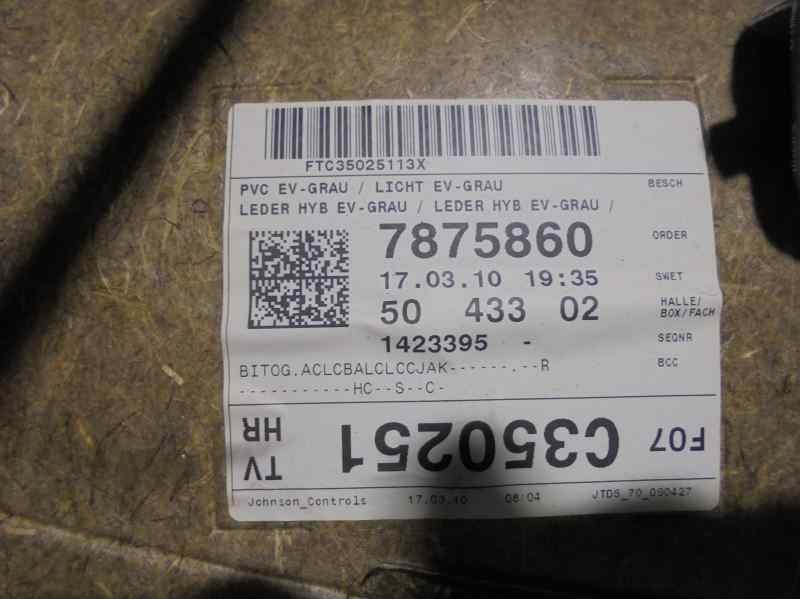 FTC35025113X
PVC EV-GRAU / LICHT EV-GRAU
BESCH
LEDER HYB EV-GRAU / LEDER HYB EV-GRAU /
7875860
ORDER
17.03.10 19:35
SWET
50 433 02
HALLE/
BOX/FACH
1423395 -
SEQNR
BITOG.ACLCBALCLCCJAK------.--R
BCC
-----------HC--S--C-
F07 C350251 TV
HR
Johnson_Controls 17.03.10 08/04 JTDS_70_090427